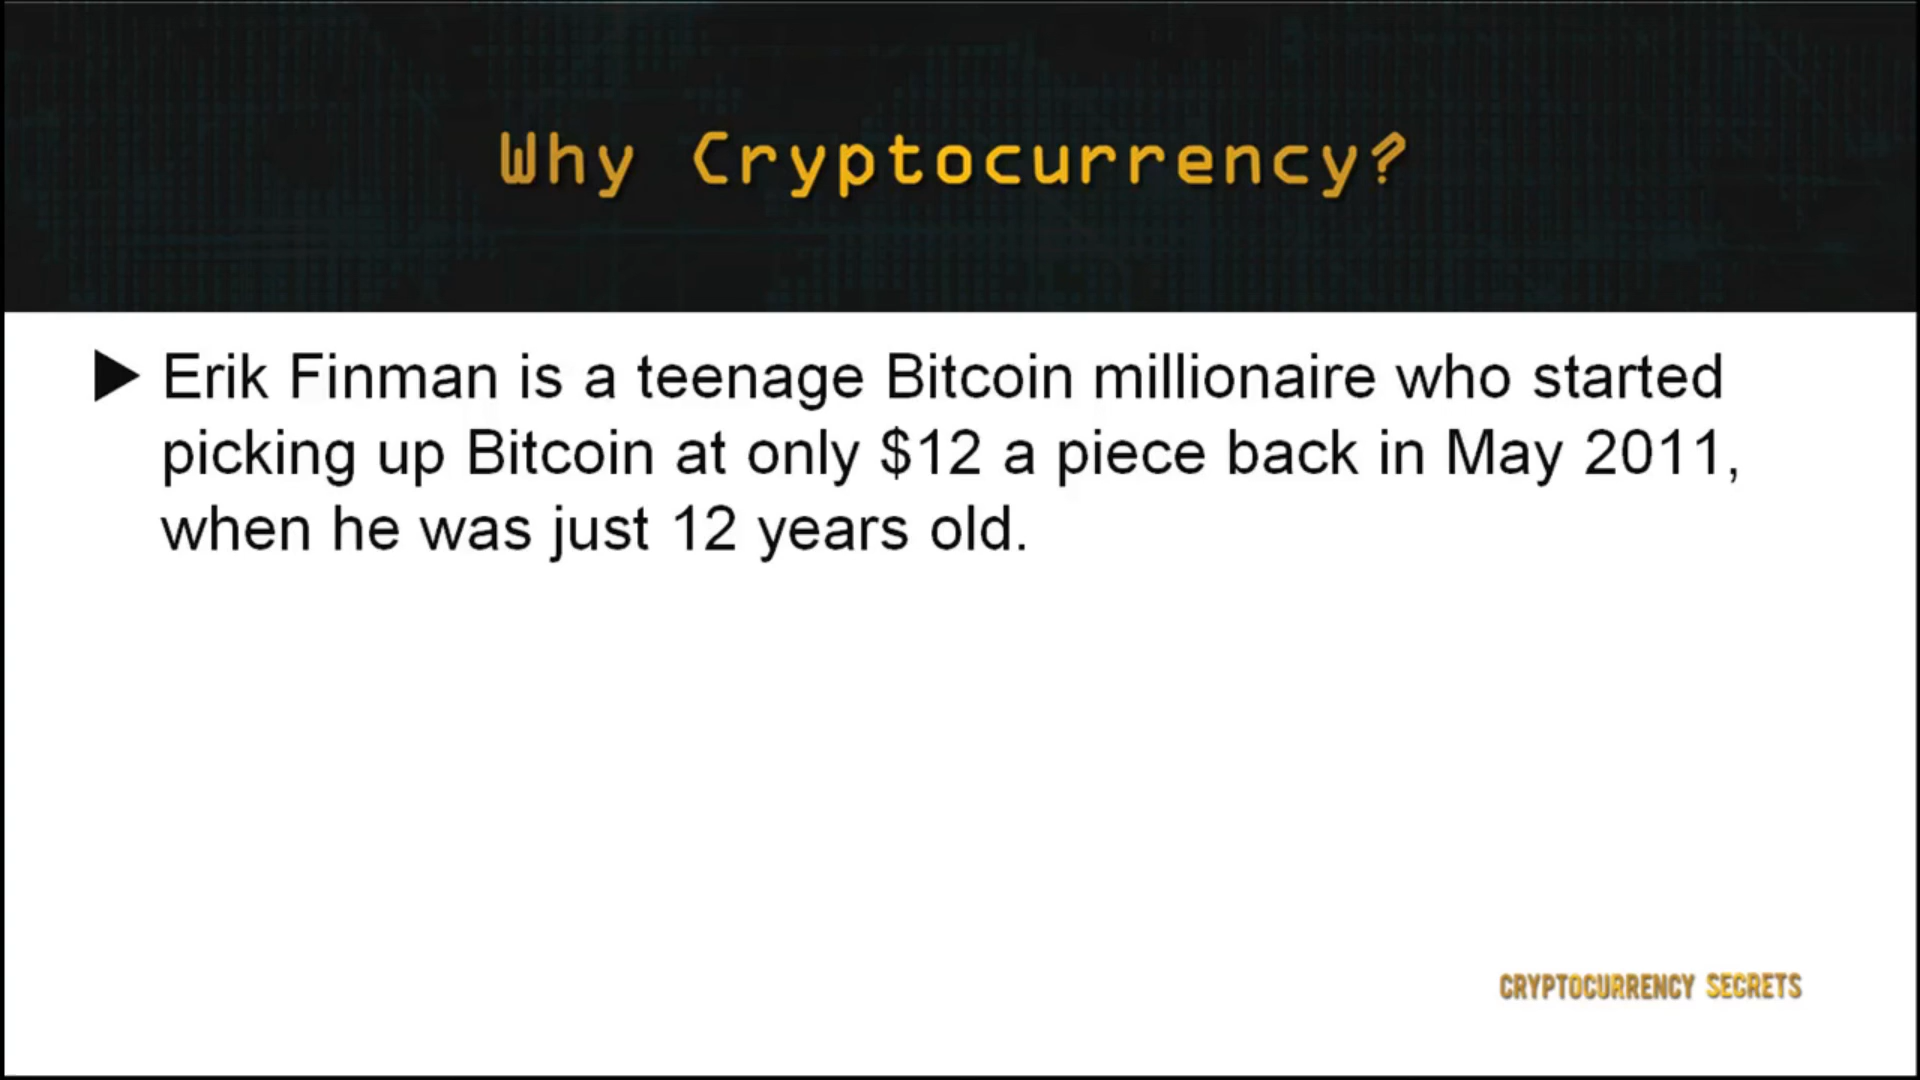 Why Cryptocurrency?
Erik Finman is a teenage Bitcoin millionaire who started
picking up Bitcoin at only $12 a piece back in May 2011,
when he was just 12 years old.
CRYPTOCURRENCY SECRETS